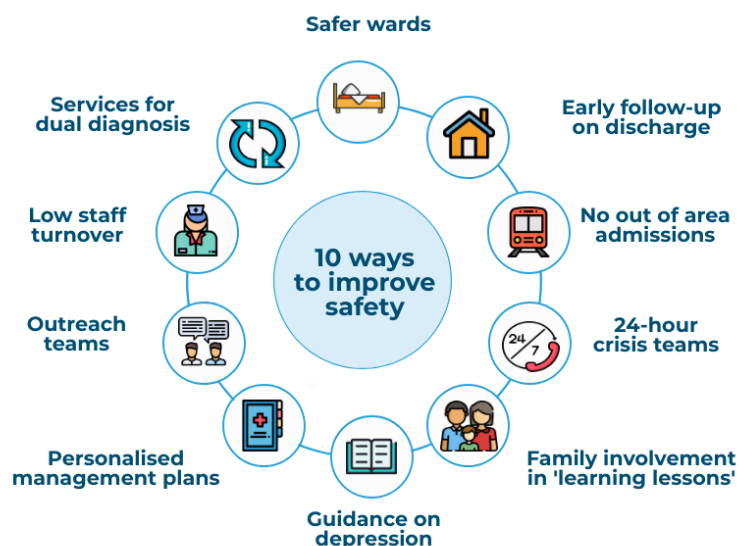 Safer wards
Early follow-up
on discharge
No out of area
admissions
24-hour
crisis teams
Family involvement
in 'learning lessons'
Guidance on
depression
Personalised
management plans
Outreach
teams
Low staff
turnover
Services for
dual diagnosis
10 ways
to improve
safety
24
7